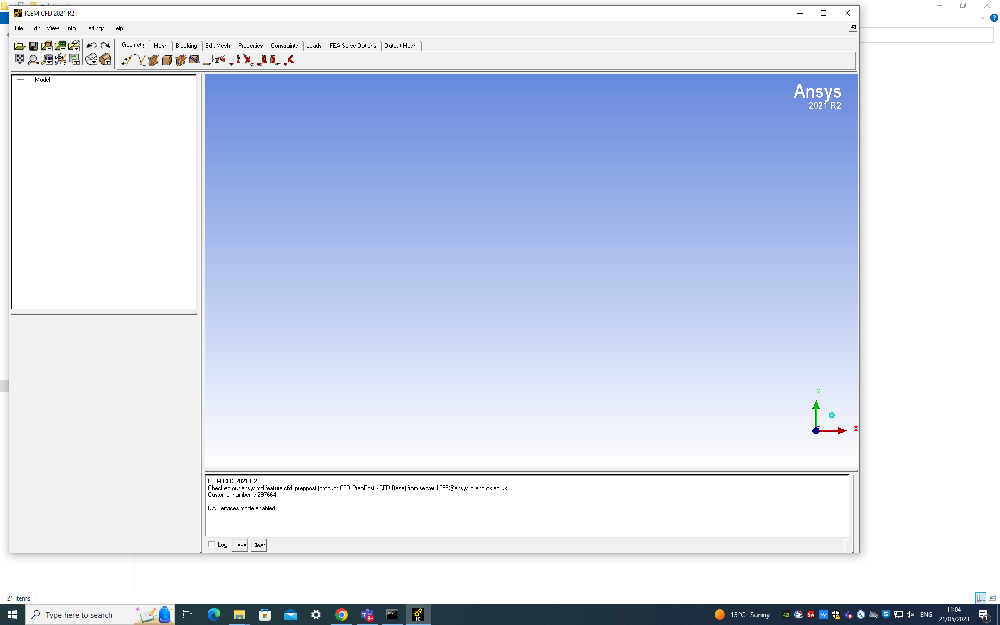 ICEM CFD 2021 R2 :
File Edit View Info Settings Help
Geometry Mesh Blocking Edit Mesh Properties Constraints Loads FEA Solve Options Output Mesh
Model
Ansys
2021 R2
Y
X
ICEM CFD 2021 R2
Checked out ansyslmd feature cfd_preppost (product CFD PrepPost - CFD Base) from server 1055@ansyslic.eng.ox.ac.uk
Customer number is 297664
QA Services mode enabled
Log Save Clear
21 items
Type here to search
15°C Sunny
ENG
11:04
21/05/2023